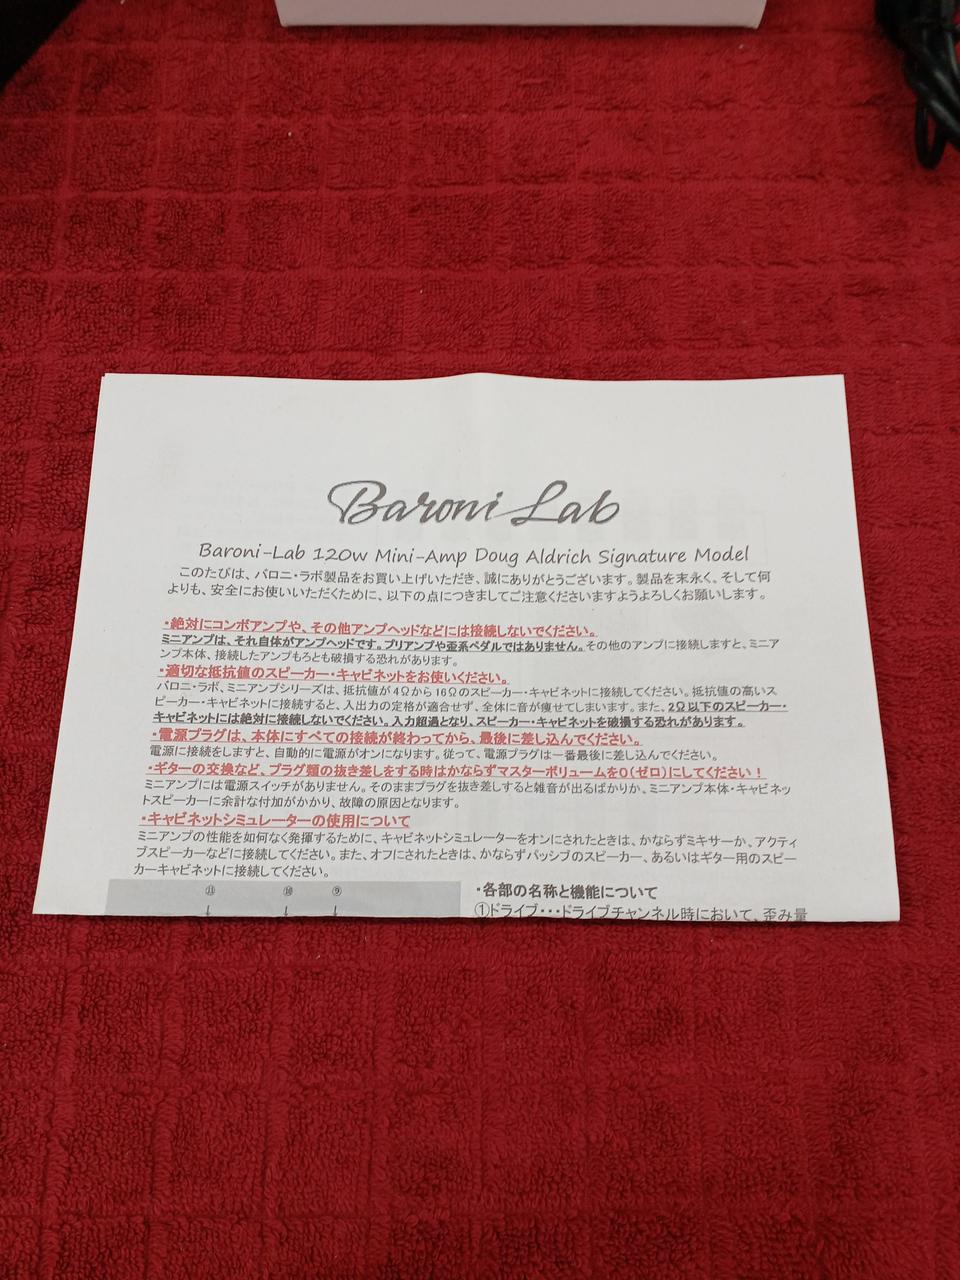 Baroni Lab
Baroni-Lab 120w Mini-Amp Doug Aldrich Signature Model
このたびは、バロニ・ラボ製品をお買い上げいただき、誠にありがとうございます。製品を末永く、そして何
よりも、安全にお使いいただくために、以下の点につきましてご注意くださいますようよろしくお願いします。
・絶対にコンボアンプや、その他アンプヘッドなどには接続しないでください。
ミニアンプは、それ自体がアンプヘッドです。プリアンプや歪系ペダルではありません。その他のアンプに接続しますと、ミニア
ンプ本体、接続したアンプもろとも破損する恐れがあります。
・適切な抵抗値のスピーカー・キャビネットをお使いください。
バロニ・ラボ、ミニアンプシリーズは、抵抗値が4Ωから16Ωのスピーカー・キャビネットに接続してください。抵抗値の高いス
ピーカー・キャビネットに接続すると、入出力の定格が適合せず、全体に音が痩せてしまいます。また、2Ω以下のスピーカー・
キャビネットには絶対に接続しないでください。入力超過となり、スピーカー・キャビネットを破損する恐れがあります。
・電源プラグは、本体にすべての接続が終わってから、最後に差し込んでください。
電源に接続をしますと、自動的に電源がオンになります。従って、電源プラグは一番最後に差し込んでください。
・ギターの交換など、プラグ類の抜き差しをする時はかならずマスターボリュームを0(ゼロ)にしてください！
ミニアンプには電源スイッチがありません。そのままプラグを抜き差しすると雑音が出るばかりか、ミニアンプ本体・キャビネッ
トスピーカーに余計な付加がかかり、故障の原因となります。
・キャビネットシミュレーターの使用について
ミニアンプの性能を如何なく発揮するために、キャビネットシミュレーターをオンにされたときは、かならずミキサーか、アクティ
ブスピーカーなどに接続してください。また、オフにされたときは、かならずパッシブのスピーカー、あるいはギター用のスピー
カーキャビネットに接続してください。
⑪ ⑩ ⑨
・各部の名称と機能について
①ドライブ・・・ドライブチャンネル時において、歪み量